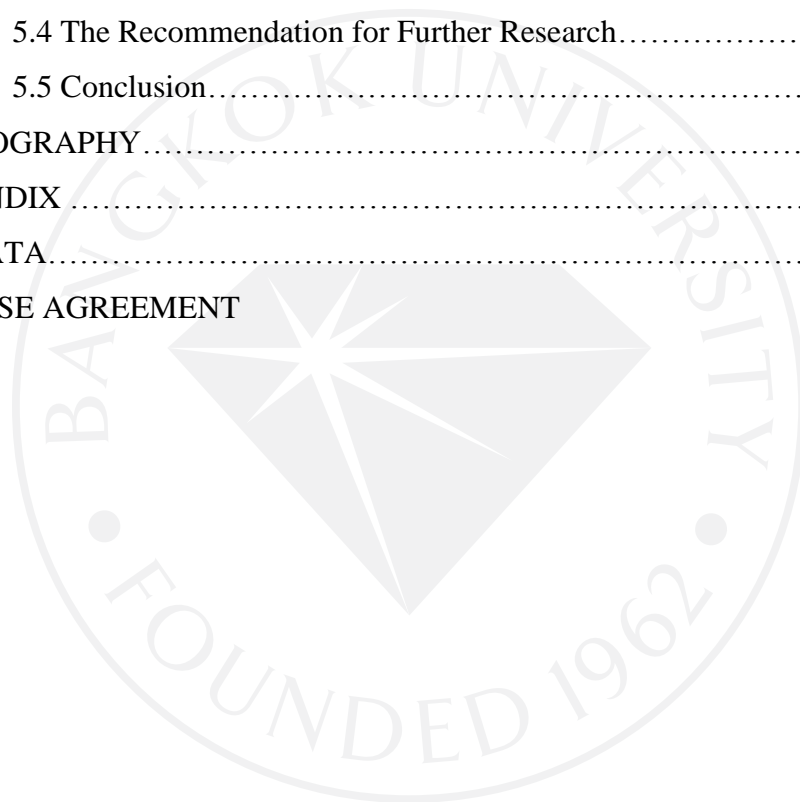 5.4 The Recommendation for Further Research……………….
5.5 Conclusion……………………………………………………….
OGRAPHY……………………………………………………………….
NDIX ……………………………………………………………………….
ATA……………………………………………………………………….
SE AGREEMENT
BANGKOK UNIVERSITY
• FOUNDED 1962 •